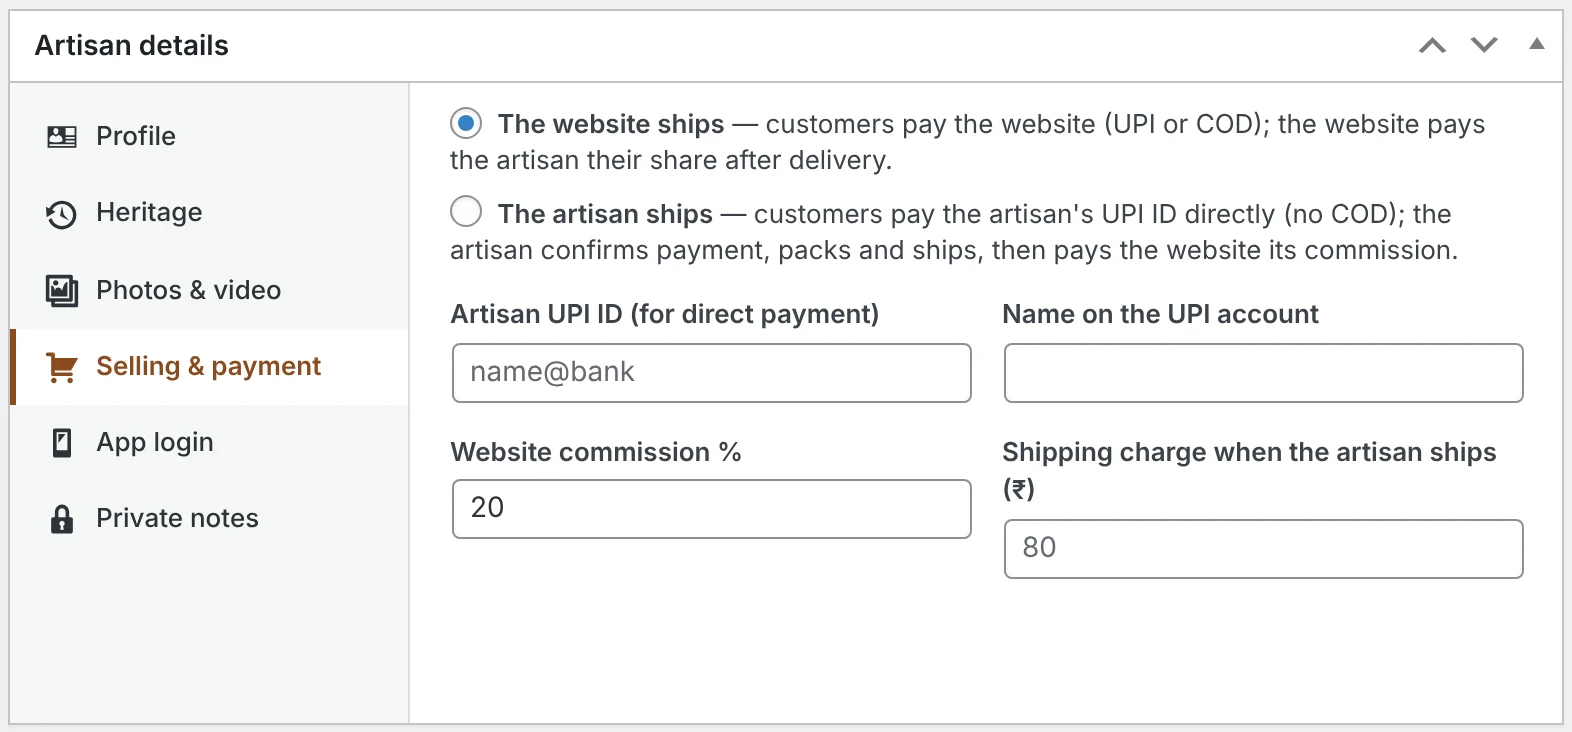 Artisan details
Profile
Heritage
Photos & video
Selling & payment
App login
Private notes
The website ships — customers pay the website (UPI or COD); the website pays
the artisan their share after delivery.
The artisan ships — customers pay the artisan's UPI ID directly (no COD); the
artisan confirms payment, packs and ships, then pays the website its commission.
Artisan UPI ID (for direct payment)
name@bank
Name on the UPI account
Website commission %
20
Shipping charge when the artisan ships
(₹)
80